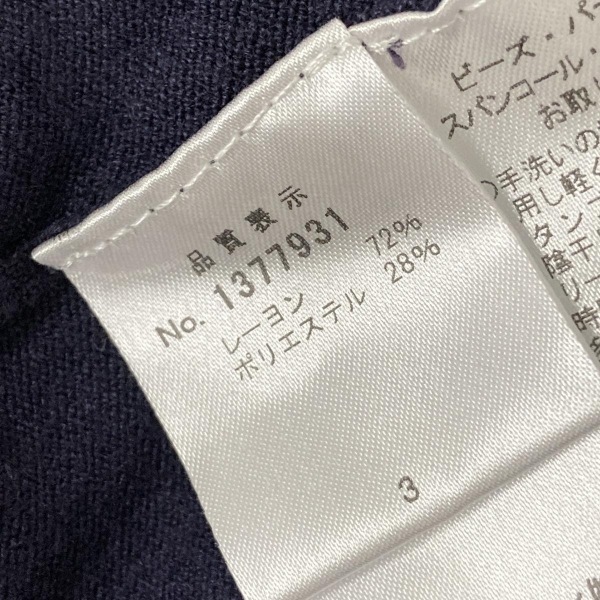 品質表示
No. 1377931
レーヨン 72%
ポリエステル 28%
3
ビーズ・パー
スパンコール・
お取
の手洗いの
用し軽く
タン
陰干
リー
時間